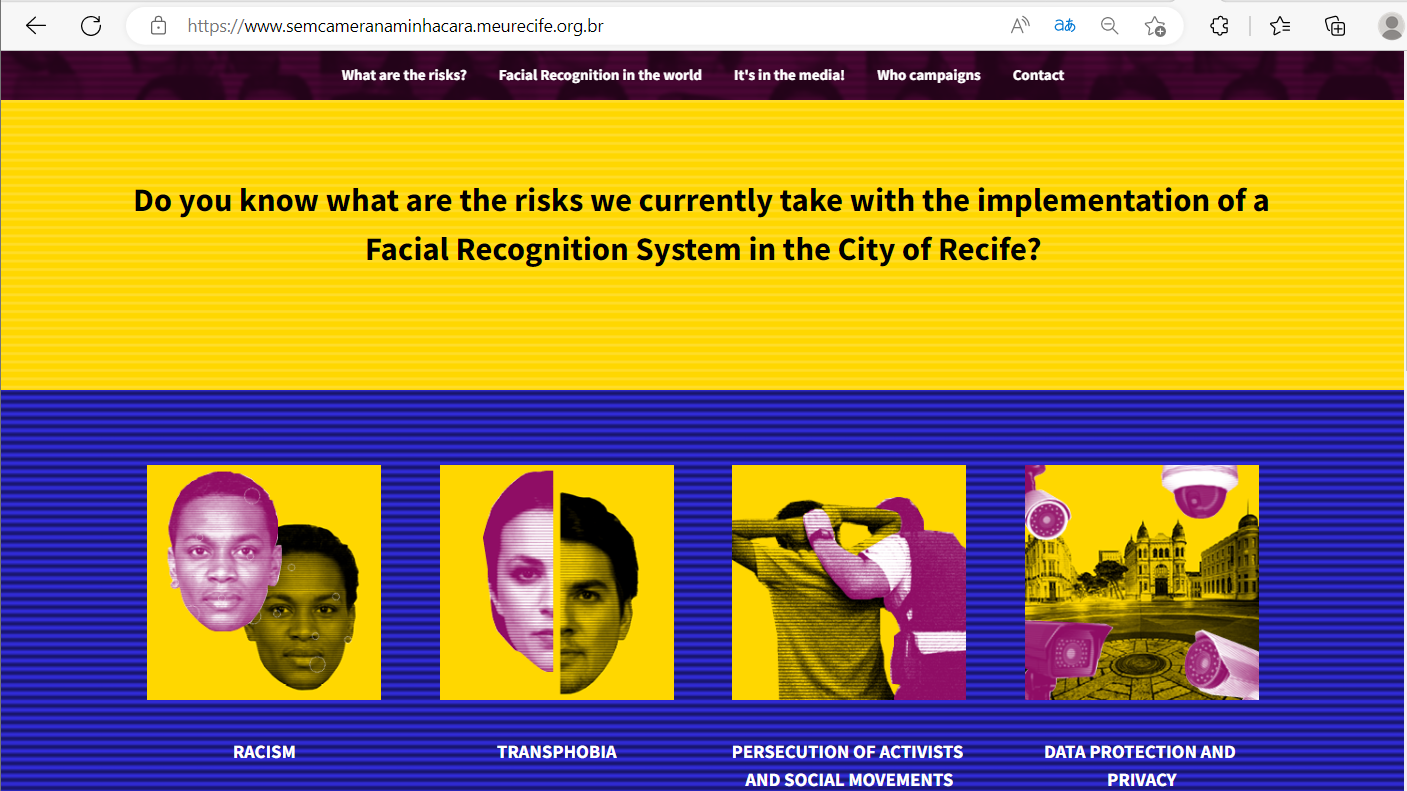 https://www.semcameranaminhacara.meurecife.org.br
What are the risks? Facial Recognition in the world It's in the media! Who campaigns Contact
Do you know what are the risks we currently take with the implementation of a
Facial Recognition System in the City of Recife?
RACISM
TRANSPHOBIA
PERSECUTION OF ACTIVISTS
AND SOCIAL MOVEMENTS
DATA PROTECTION AND
PRIVACY